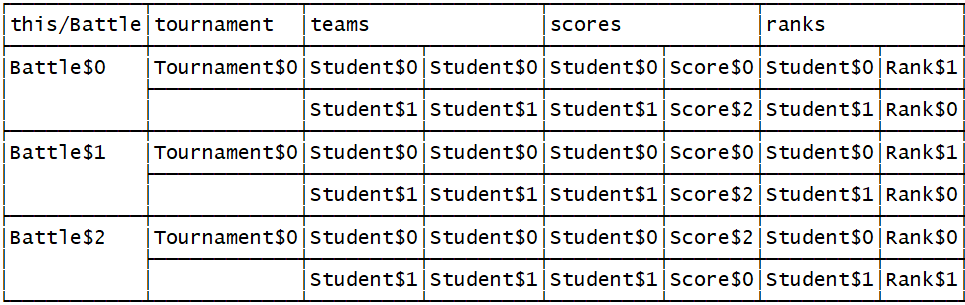 this/Battle tournament teams scores ranks
Battle$0 Tournament$0 Student$0 Student$0 Student$0 Score$0 Student$0 Rank$1
Student$1 Student$1 Student$1 Score$2 Student$1 Rank$0
Battle$1 Tournament$0 Student$0 Student$0 Student$0 Score$0 Student$0 Rank$1
Student$1 Student$1 Student$1 Score$2 Student$1 Rank$0
Battle$2 Tournament$0 Student$0 Student$0 Student$0 Score$2 Student$0 Rank$0
Student$1 Student$1 Student$1 Score$0 Student$1 Rank$1